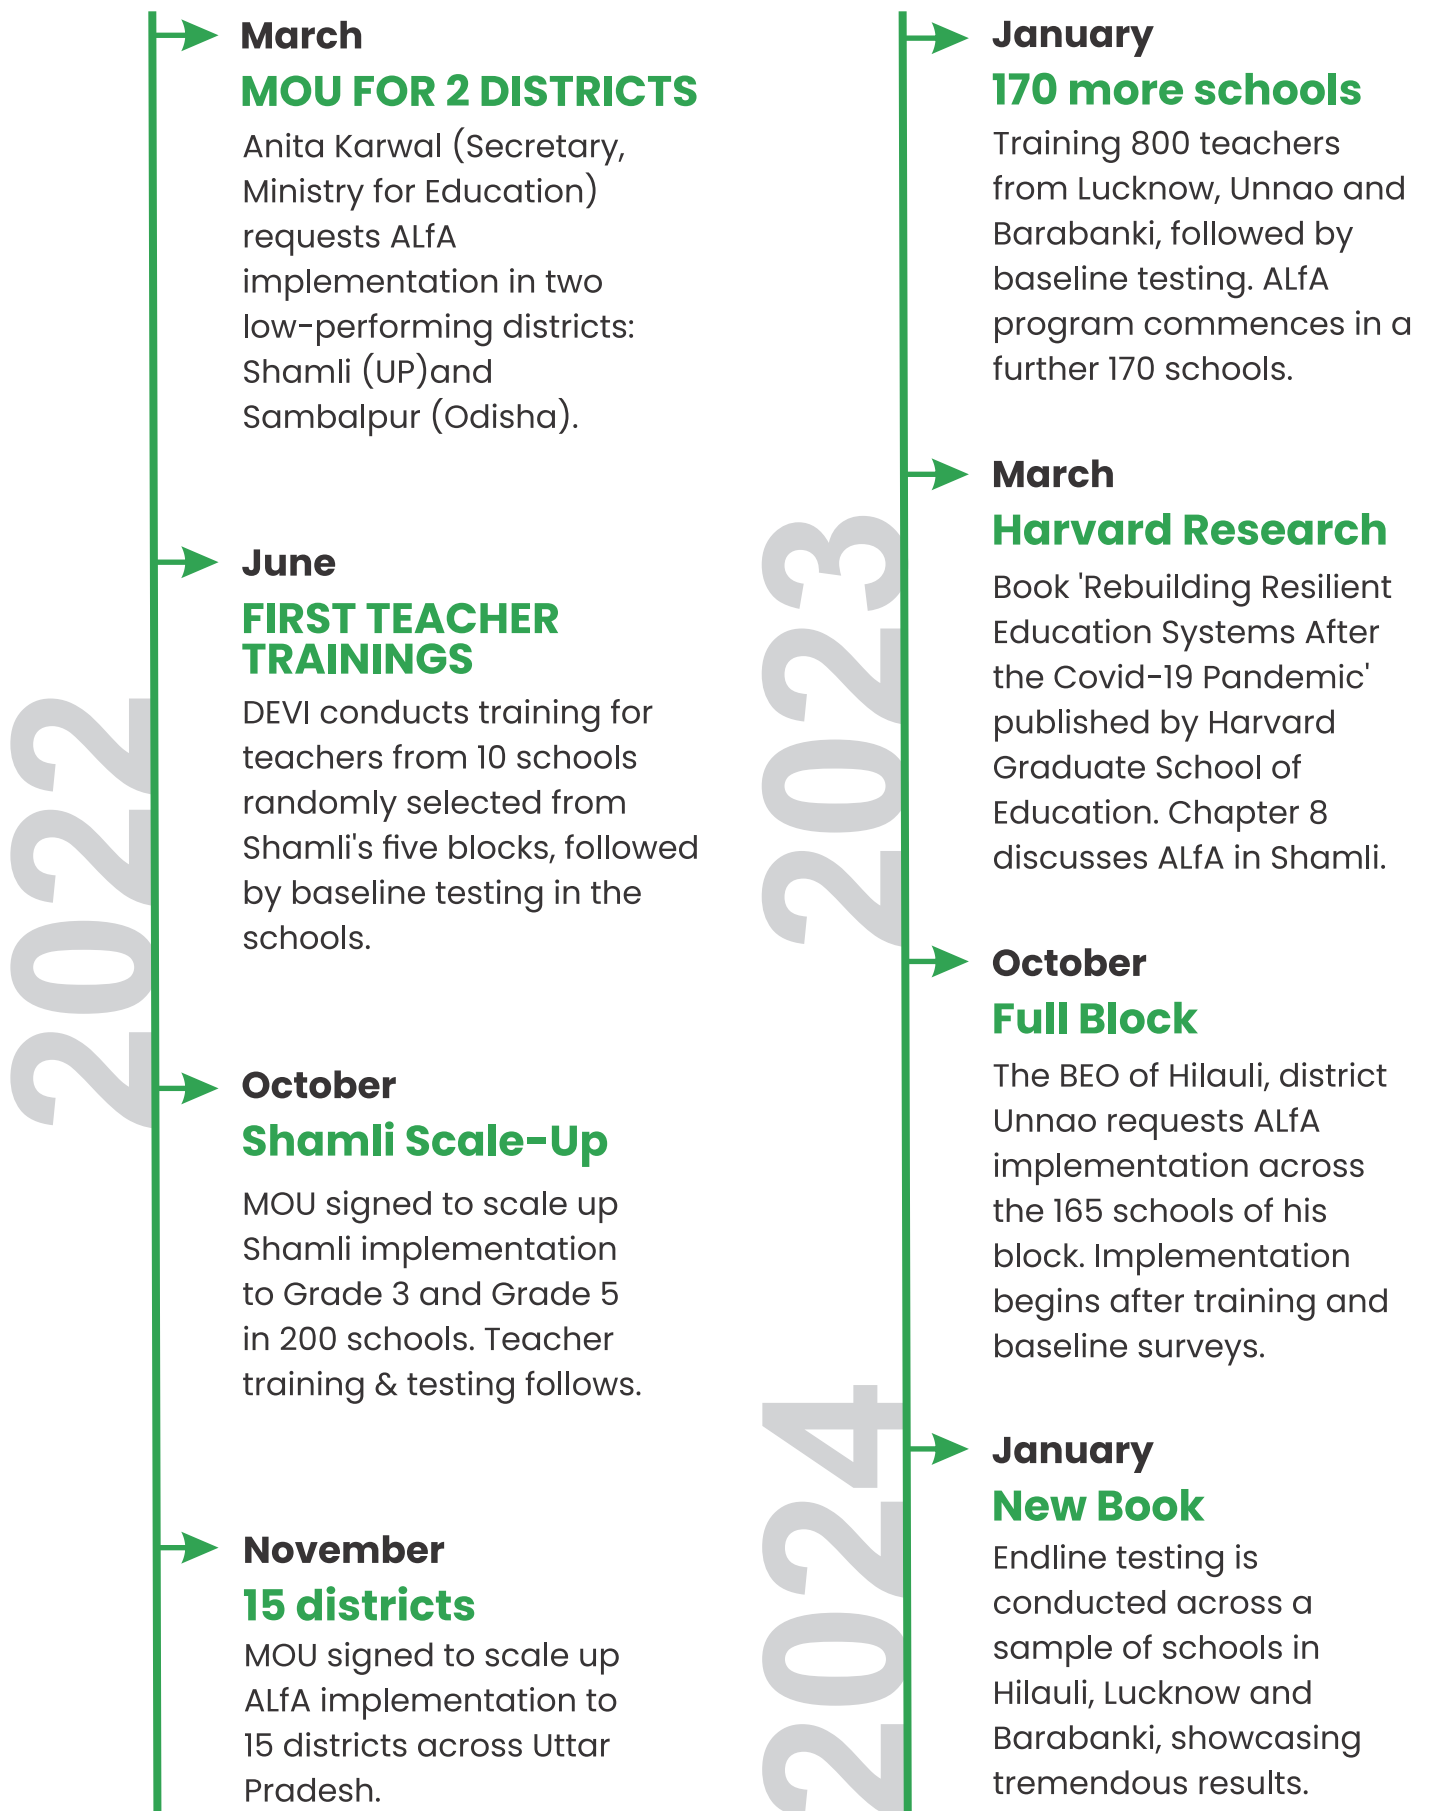 2022
March
MOU FOR 2 DISTRICTS
Anita Karwal (Secretary,
Ministry for Education)
requests ALfA
implementation in two
low-performing districts:
Shamli (UP)and
Sambalpur (Odisha).
June
FIRST TEACHER
TRAININGS
DEVI conducts training for
teachers from 10 schools
randomly selected from
Shamli's five blocks, followed
by baseline testing in the
schools.
October
Shamli Scale-Up
MOU signed to scale up
Shamli implementation
to Grade 3 and Grade 5
in 200 schools. Teacher
training & testing follows.
November
15 districts
MOU signed to scale up
ALfA implementation to
15 districts across Uttar
Pradesh.
2023
January
170 more schools
Training 800 teachers
from Lucknow, Unnao and
Barabanki, followed by
baseline testing. ALfA
program commences in a
further 170 schools.
March
Harvard Research
Book 'Rebuilding Resilient
Education Systems After
the Covid-19 Pandemic'
published by Harvard
Graduate School of
Education. Chapter 8
discusses ALfA in Shamli.
October
Full Block
The BEO of Hilauli, district
Unnao requests ALfA
implementation across
the 165 schools of his
block. Implementation
begins after training and
baseline surveys.
2024
January
New Book
Endline testing is
conducted across a
sample of schools in
Hilauli, Lucknow and
Barabanki, showcasing
tremendous results.